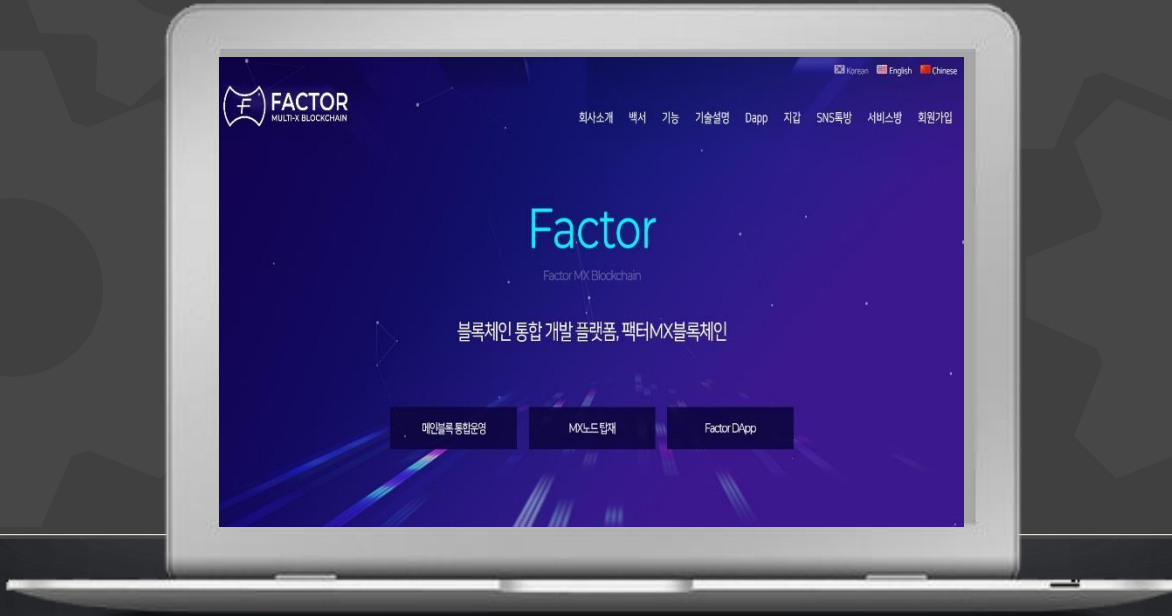 Korean English Chinese
FACTOR
MULTI-X BLOCKCHAIN
회사소개 백서 기능 기술설명 Dapp 지갑 SNS톡방 서비스방 회원가입
Factor
Factor MX Blockchain
블록체인 통합 개발 플랫폼, 팩터MX블록체인
메인블록 통합운영 MX노드 탑재 Factor DApp